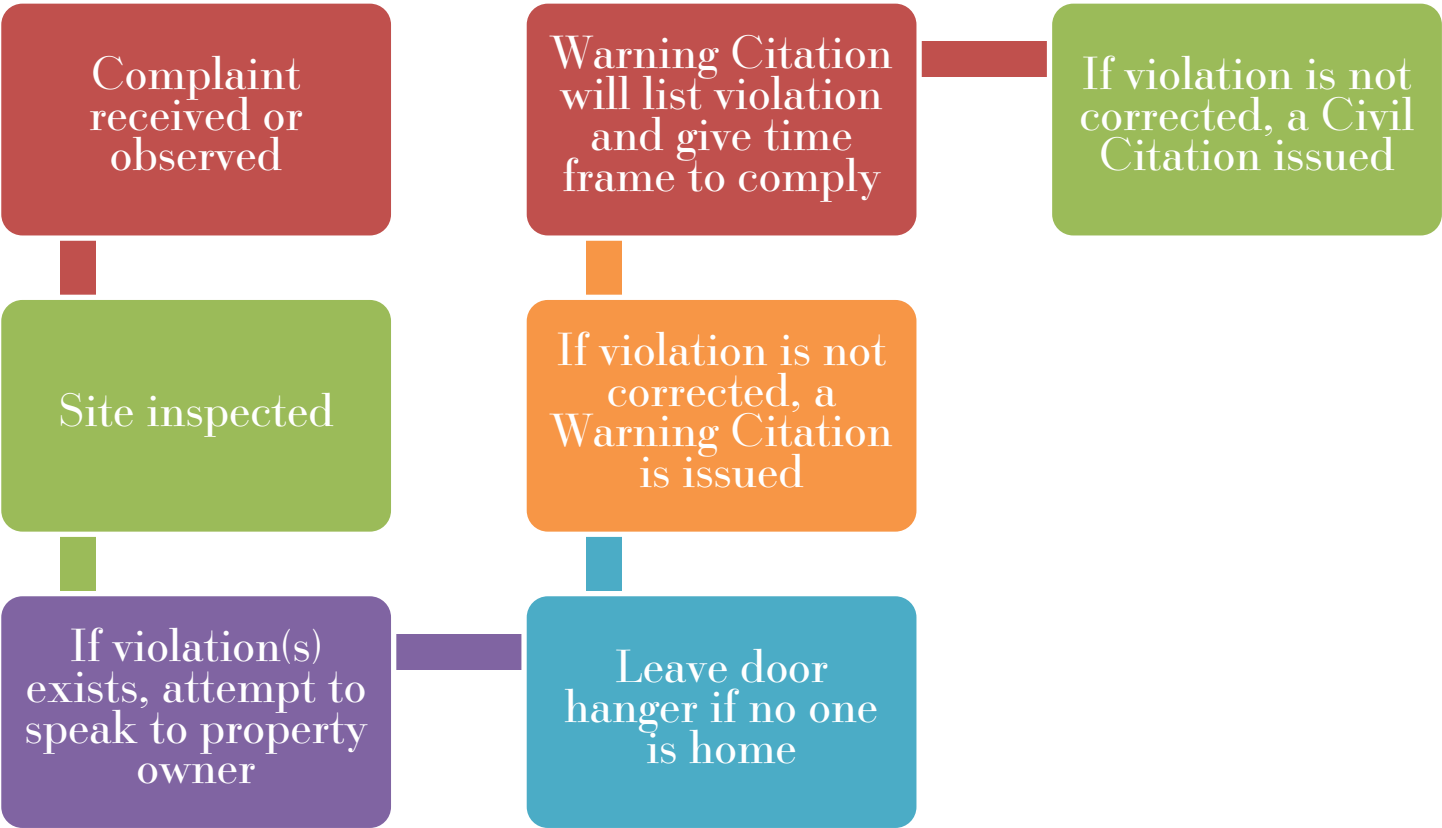 Complaint
received or
observed
Site inspected
If violation(s)
exists, attempt to
speak to property
owner
Leave door
hanger if no one
is home
If violation is not
corrected, a
Warning Citation
is issued
Warning Citation
will list violation
and give time
frame to comply
If violation is not
corrected, a Civil
Citation issued